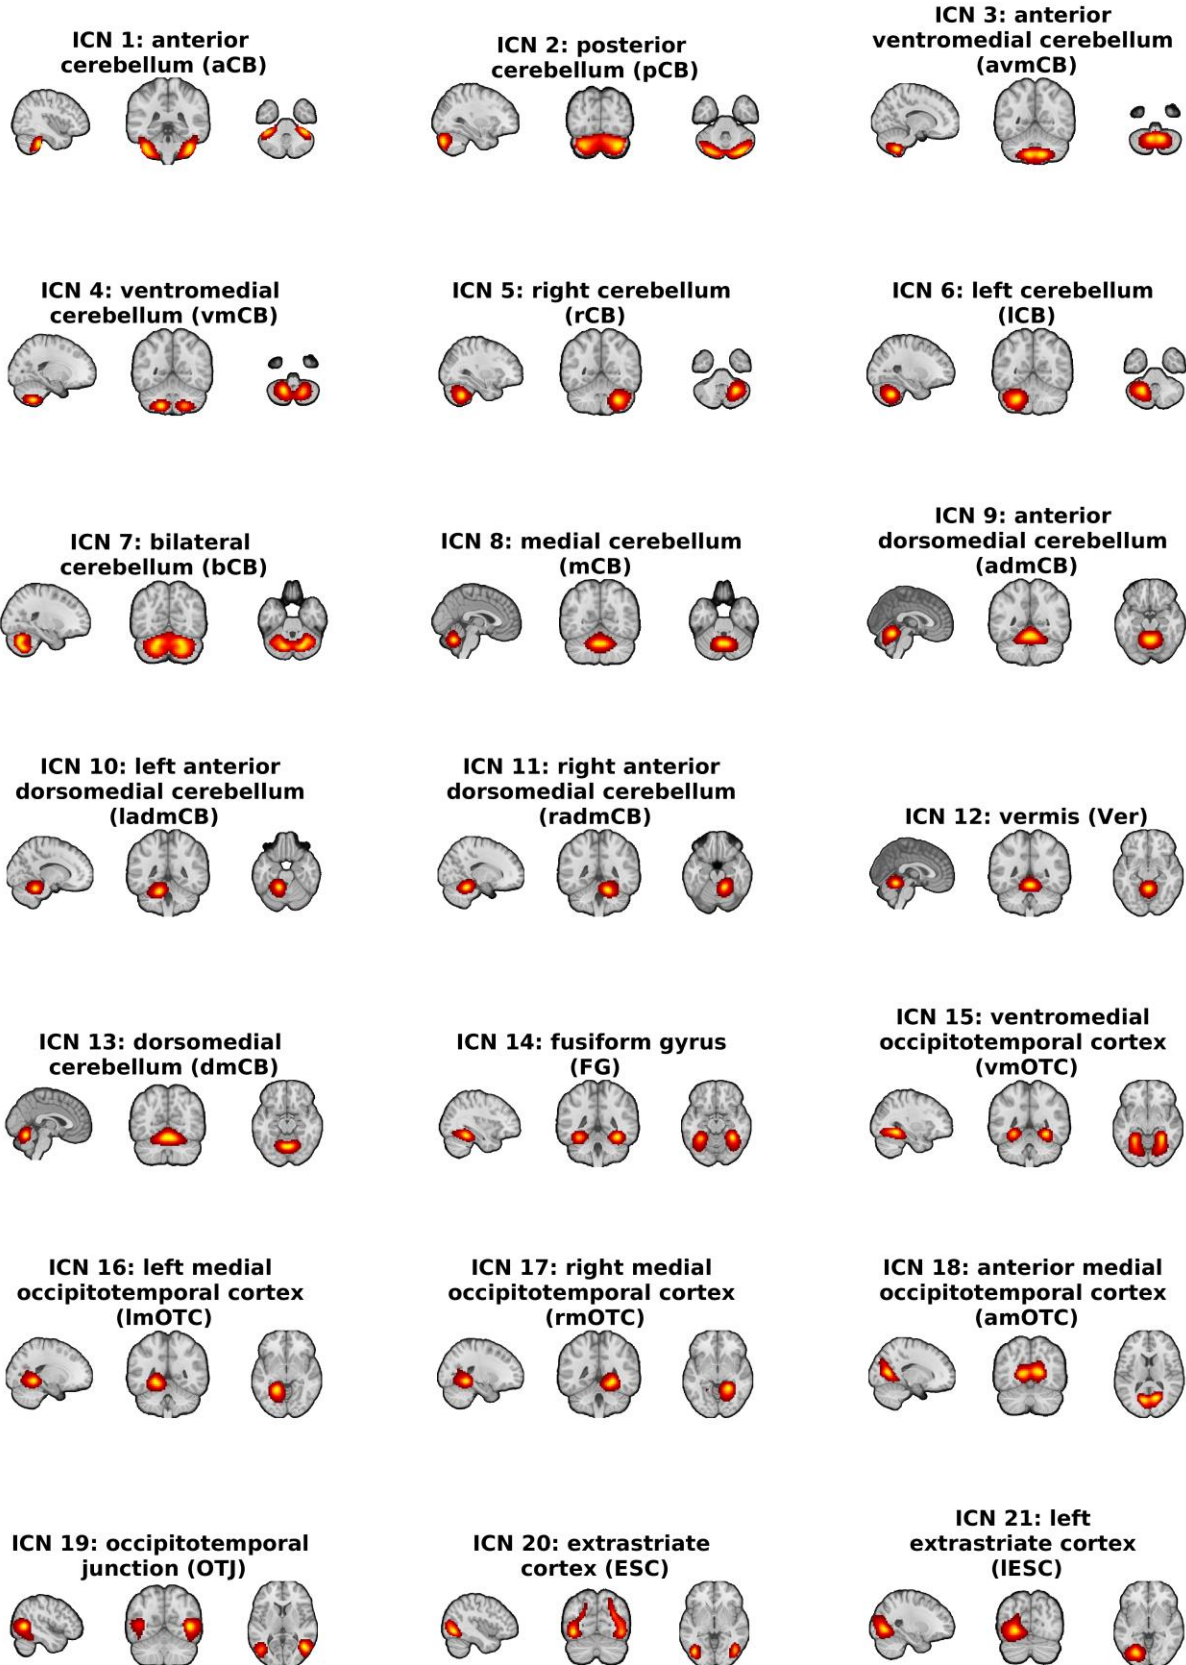 ICN 1: anterior
cerebellum (aCB)
ICN 2: posterior
cerebellum (pCB)
ICN 3: anterior
ventromedial cerebellum
(avmCB)
ICN 4: ventromedial
cerebellum (vmCB)
ICN 5: right cerebellum
(rCB)
ICN 6: left cerebellum
(lCB)
ICN 7: bilateral
cerebellum (bCB)
ICN 8: medial cerebellum
(mCB)
ICN 9: anterior
dorsomedial cerebellum
(admCB)
ICN 10: left anterior
dorsomedial cerebellum
(ladmCB)
ICN 11: right anterior
dorsomedial cerebellum
(radmCB)
ICN 12: vermis (Ver)
ICN 13: dorsomedial
cerebellum (dmCB)
ICN 14: fusiform gyrus
(FG)
ICN 15: ventromedial
occipitotemporal cortex
(vmOTC)
ICN 16: left medial
occipitotemporal cortex
(lmOTC)
ICN 17: right medial
occipitotemporal cortex
(rmOTC)
ICN 18: anterior medial
occipitotemporal cortex
(amOTC)
ICN 19: occipitotemporal
junction (OTJ)
ICN 20: extrastriate
cortex (ESC)
ICN 21: left
extrastriate cortex
(lESC)